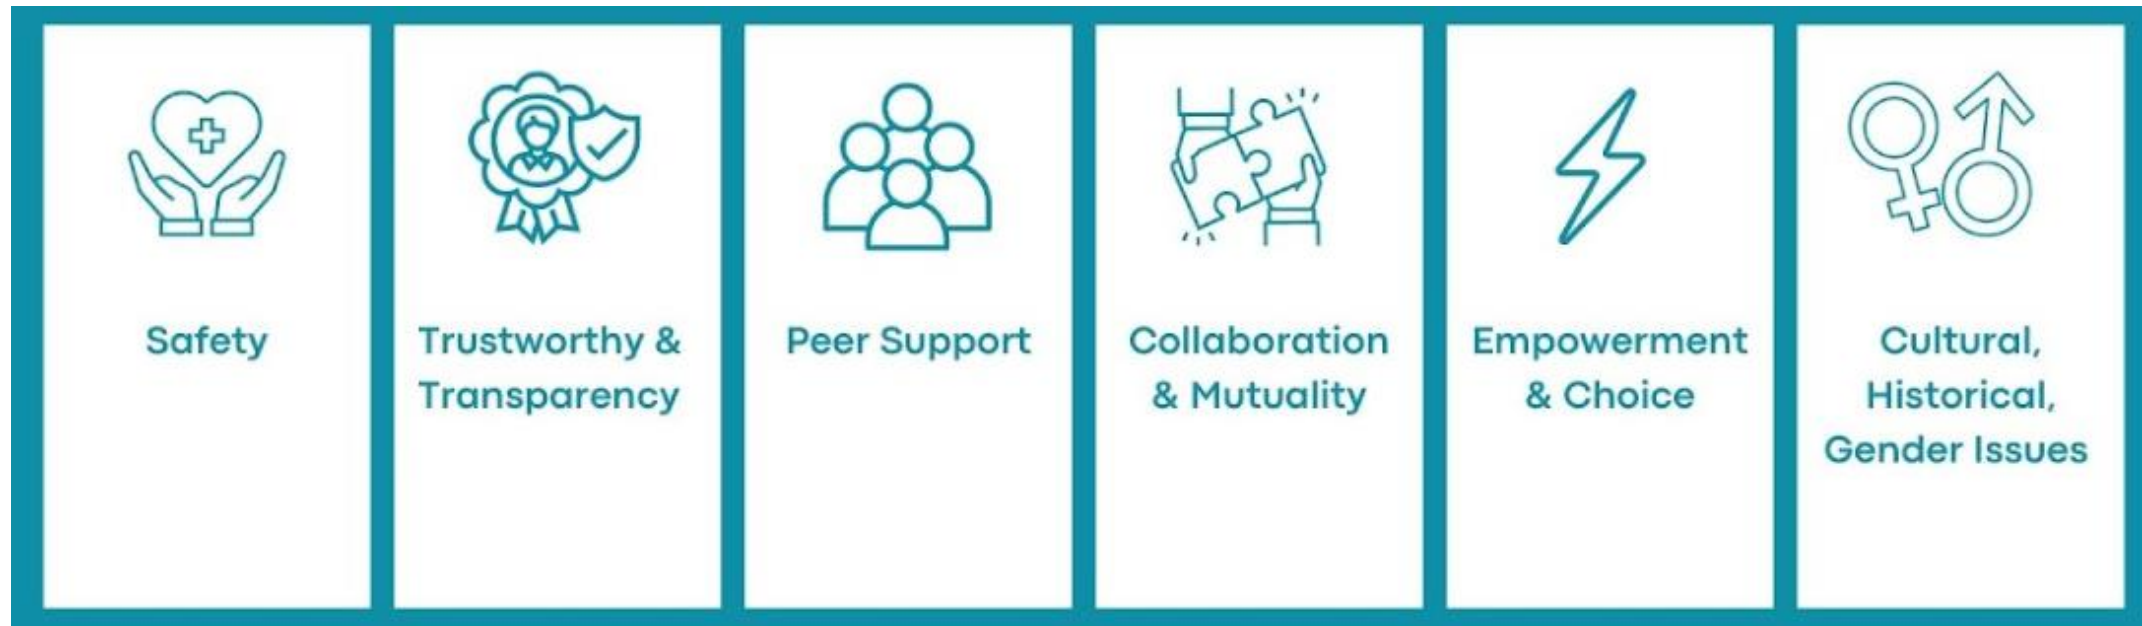 Safety
Trustworthy &
Transparency
Peer Support
Collaboration
& Mutuality
Empowerment
& Choice
Cultural,
Historical,
Gender Issues